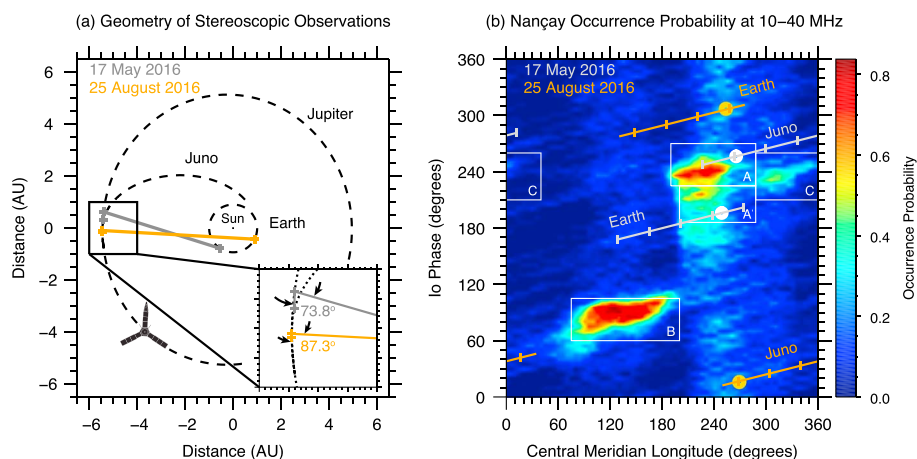 (a) Geometry of Stereoscopic Observations
17 May 2016
25 August 2016
Jupiter
Juno
Sun
Earth
73.8°
87.3°
6
4
2
0
−2
−4
−6
Distance (AU)
−6 −4 −2 0 2 4 6
Distance (AU)
(b) Nançay Occurrence Probability at 10−40 MHz
17 May 2016
25 August 2016
Earth
Juno
A
C
C
Earth
A'
B
Juno
360
300
240
180
120
60
0
Io Phase (degrees)
0 60 120 180 240 300 360
Central Meridian Longitude (degrees)
0.8
0.6
0.4
0.2
0.0
Occurrence Probability